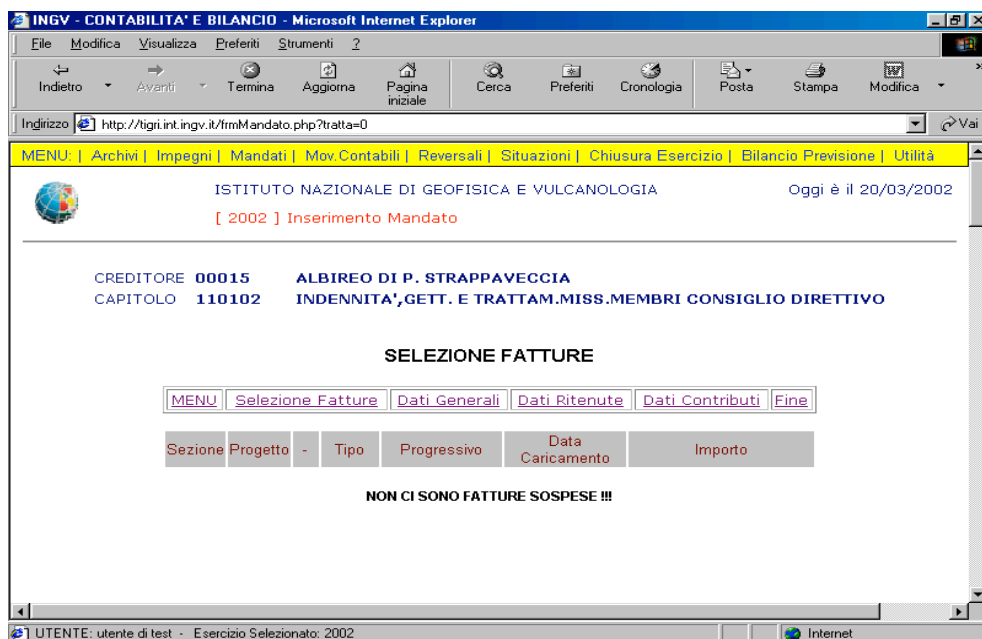 INGV - CONTABILITA' E BILANCIO - Microsoft Internet Explorer
File Modifica Visualizza Preferiti Strumenti ?
Indietro Avanti Termina Aggiorna Pagina iniziale Cerca Preferiti Cronologia Posta Stampa Modifica »
Indirizzo http://tigri.int.ingv.it/frmMandato.php?tratta=0 Vai
MENU: | Archivi | Impegni | Mandati | Mov.Contabili | Reversali | Situazioni | Chiusura Esercizio | Bilancio Previsione | Utilità
ISTITUTO NAZIONALE DI GEOFISICA E VULCANOLOGIA Oggi è il 20/03/2002
[ 2002 ] Inserimento Mandato
CREDITORE 00015 ALBIREO DI P. STRAPPAVECCIA
CAPITOLO 110102 INDENNITA',GETT. E TRATTAM.MISS.MEMBRI CONSIGLIO DIRETTIVO
SELEZIONE FATTURE
MENU Selezione Fatture Dati Generali Dati Ritenute Dati Contributi Fine
Sezione Progetto - Tipo Progressivo Data Caricamento Importo
NON CI SONO FATTURE SOSPESE !!!
UTENTE: utente di test - Esercizio Selezionato: 2002 Internet